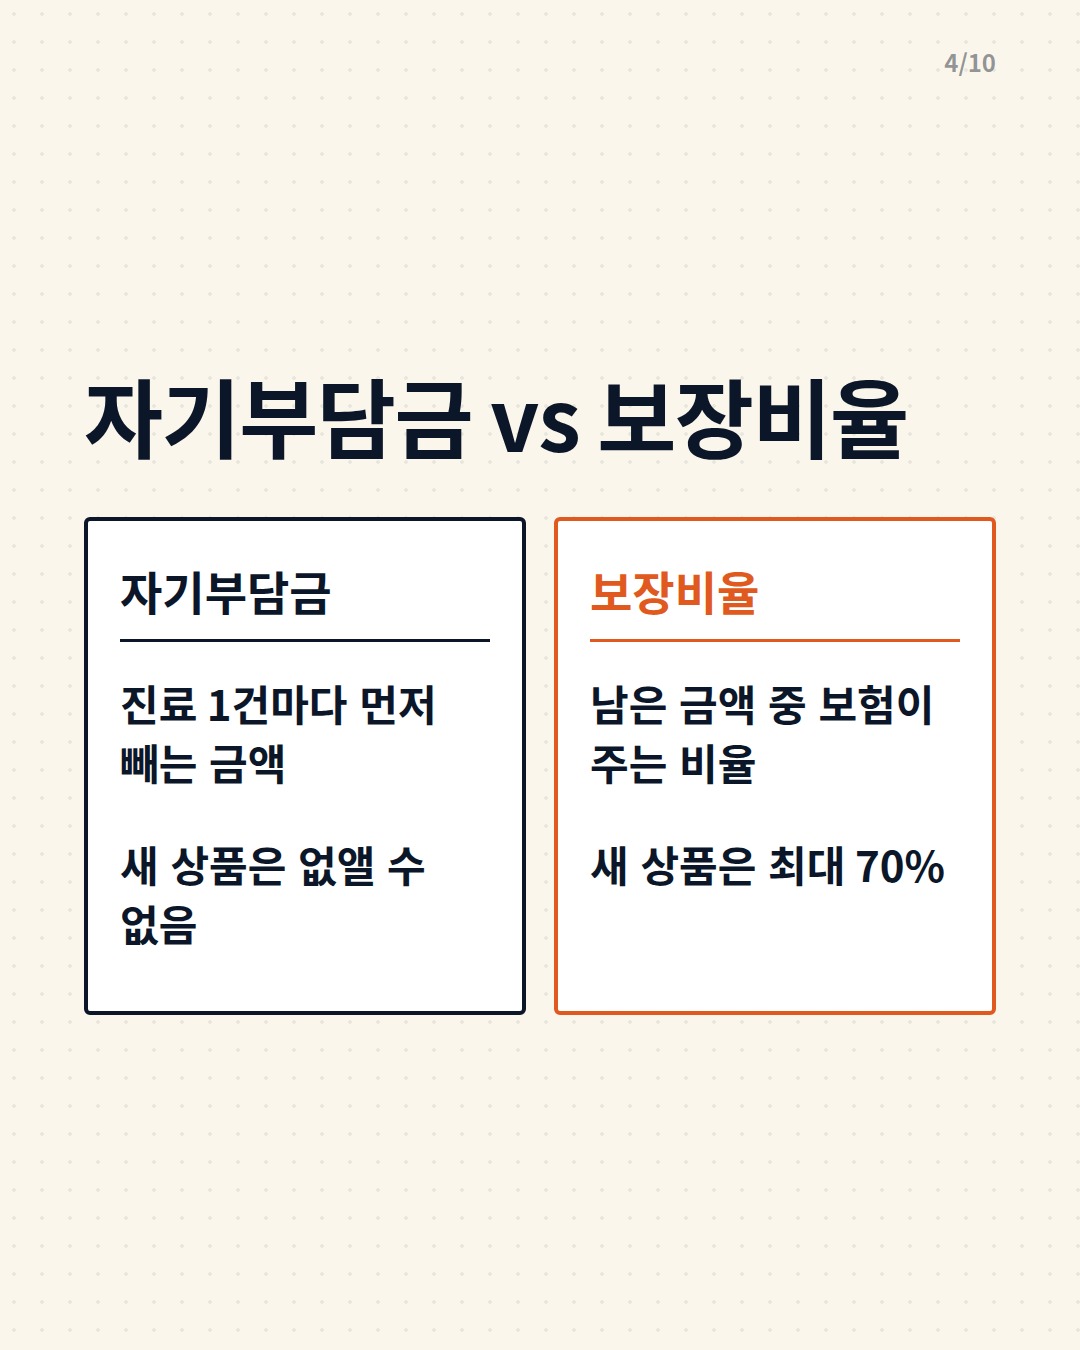 4/10
자기부담금 vs 보장비율
자기부담금
진료 1건마다 먼저
빼는 금액
새 상품은 없앨 수
없음
보장비율
남은 금액 중 보험이
주는 비율
새 상품은 최대 70%